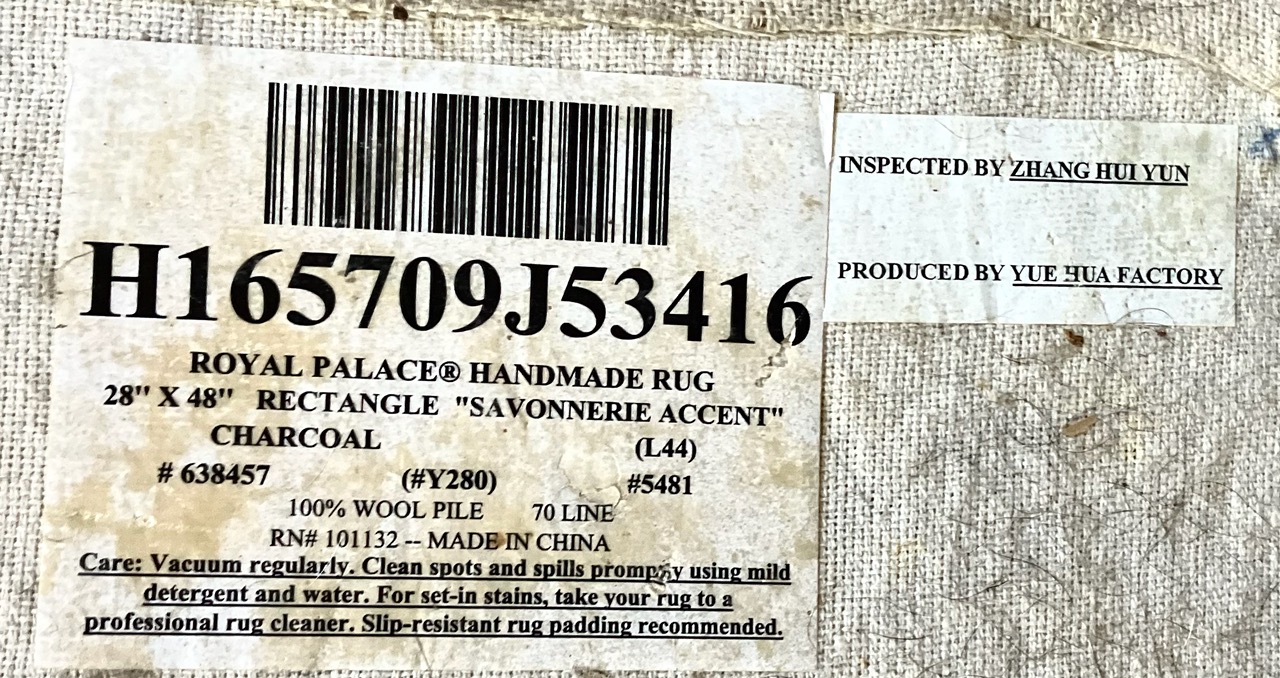 H165709J53416
ROYAL PALACE® HANDMADE RUG
28" X 48" RECTANGLE "SAVONNERIE ACCENT"
CHARCOAL (L44)
# 638457 (#Y280) #5481
100% WOOL PILE 70 LINE
RN# 101132 -- MADE IN CHINA
Care: Vacuum regularly. Clean spots and spills promptly using mild
detergent and water. For set-in stains, take your rug to a
professional rug cleaner. Slip-resistant rug padding recommended.
INSPECTED BY ZHANG HUI YUN
PRODUCED BY YUE HUA FACTORY